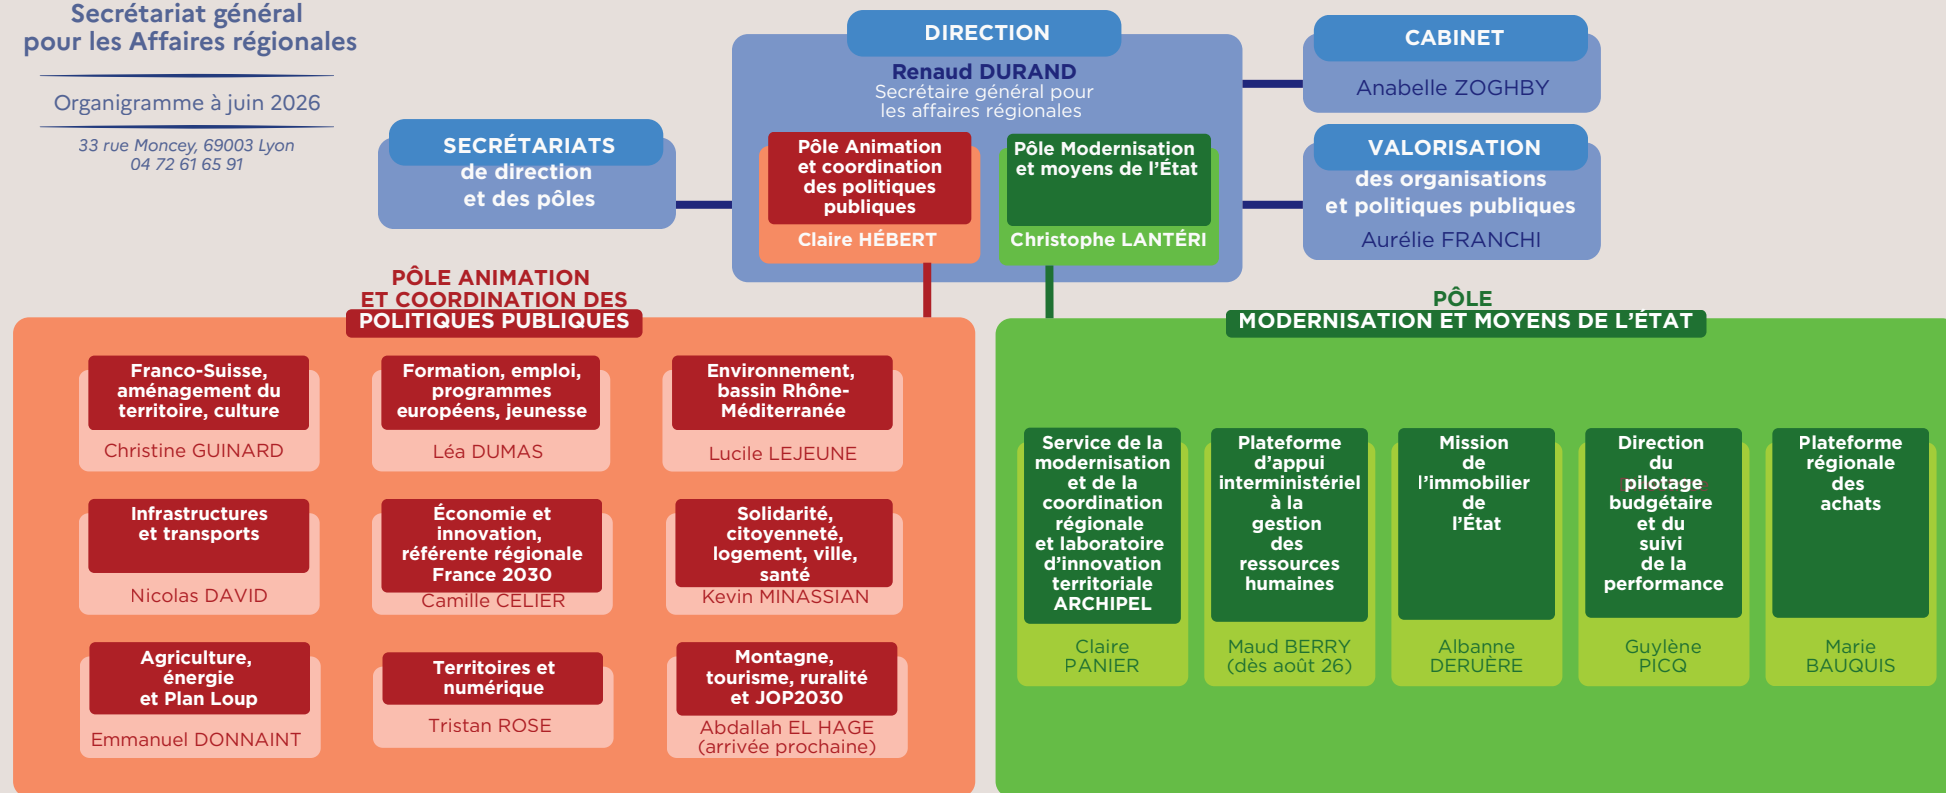 Secrétariat général
pour les Affaires régionales
Organigramme à juin 2026
33 rue Moncey, 69003 Lyon
04 72 61 65 91
SECRÉTARIATS
de direction
et des pôles
DIRECTION
Renaud DURAND
Secrétaire général pour
les affaires régionales
Pôle Animation
et coordination
des politiques
publiques
Claire HÉBERT
Pôle Modernisation
et moyens de l'État
Christophe LANTÉRI
CABINET
Anabelle ZOGHBY
VALORISATION
des organisations
et politiques publiques
Aurélie FRANCHI
PÔLE ANIMATION
ET COORDINATION DES
POLITIQUES PUBLIQUES
Franco-Suisse,
aménagement du
territoire, culture
Christine GUINARD
Formation, emploi,
programmes
européens, jeunesse
Léa DUMAS
Environnement,
bassin Rhône-
Méditerranée
Lucile LEJEUNE
Infrastructures
et transports
Nicolas DAVID
Économie et
innovation,
référente régionale
France 2030
Camille CELIER
Solidarité,
citoyenneté,
logement, ville,
santé
Kevin MINASSIAN
Agriculture,
énergie
et Plan Loup
Emmanuel DONNAINT
Territoires et
numérique
Tristan ROSE
Montagne,
tourisme, ruralité
et JOP2030
Abdallah EL HAGE
(arrivée prochaine)
PÔLE
MODERNISATION ET MOYENS DE L'ÉTAT
Service de la
modernisation
et de la
coordination
régionale
et laboratoire
d'innovation
territoriale
ARCHIPEL
Claire
PANIER
Plateforme
d'appui
interministériel
à la
gestion
des
ressources
humaines
Maud BERRY
(dès août 26)
Mission
de
l'immobilier
de
l'État
Albanne
DERUÈRE
Direction
du
pilotage
budgétaire
et du
suivi
de la
performance
Guylène
PICQ
Plateforme
régionale
des
achats
Marie
BAUQUIS